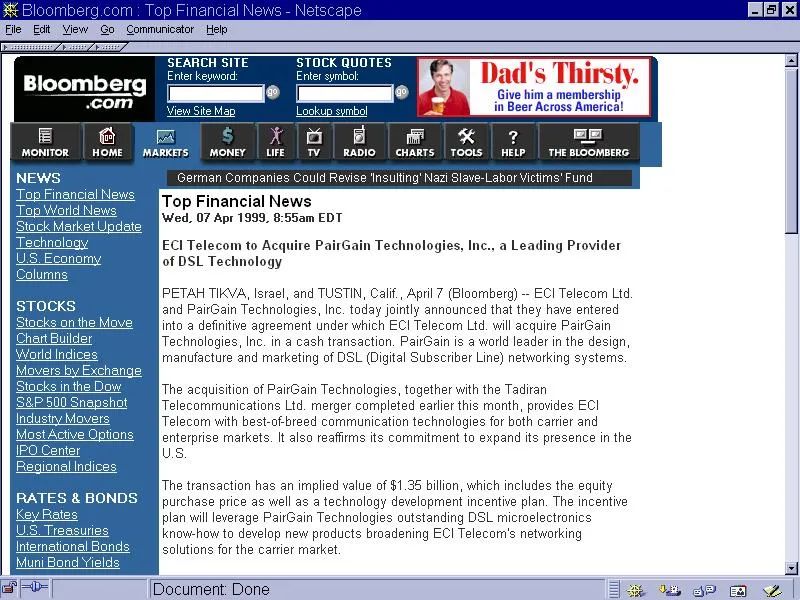 Bloomberg.com : Top Financial News - Netscape
File Edit View Go Communicator Help
Bloomberg
.com
SEARCH SITE
Enter keyword:
go
View Site Map
STOCK QUOTES
Enter symbol:
go
Lookup symbol
Dad's Thirsty.
Give him a membership
in Beer Across America!
MONITOR HOME MARKETS MONEY LIFE TV RADIO CHARTS TOOLS HELP THE BLOOMBERG
German Companies Could Revise 'Insulting' Nazi Slave-Labor Victims' Fund
NEWS
Top Financial News
Top World News
Stock Market Update
Technology
U.S. Economy
Columns
STOCKS
Stocks on the Move
Chart Builder
World Indices
Movers by Exchange
Stocks in the Dow
S&P 500 Snapshot
Industry Movers
Most Active Options
IPO Center
Regional Indices
RATES & BONDS
Key Rates
U.S. Treasuries
International Bonds
Muni Bond Yields
Top Financial News
Wed, 07 Apr 1999, 8:55am EDT
ECI Telecom to Acquire PairGain Technologies, Inc., a Leading Provider
of DSL Technology
PETAH TIKVA, Israel, and TUSTIN, Calif., April 7 (Bloomberg) -- ECI Telecom Ltd.
and PairGain Technologies, Inc. today jointly announced that they have entered
into a definitive agreement under which ECI Telecom Ltd. will acquire PairGain
Technologies, Inc. in a cash transaction. PairGain is a world leader in the design,
manufacture and marketing of DSL (Digital Subscriber Line) networking systems.
The acquisition of PairGain Technologies, together with the Tadiran
Telecommunications Ltd. merger completed earlier this month, provides ECI
Telecom with best-of-breed communication technologies for both carrier and
enterprise markets. It also reaffirms its commitment to expand its presence in the
U.S.
The transaction has an implied value of $1.35 billion, which includes the equity
purchase price as well as a technology development incentive plan. The incentive
plan will leverage PairGain Technologies outstanding DSL microelectronics
know-how to develop new products broadening ECI Telecom's networking
solutions for the carrier market.
Document: Done